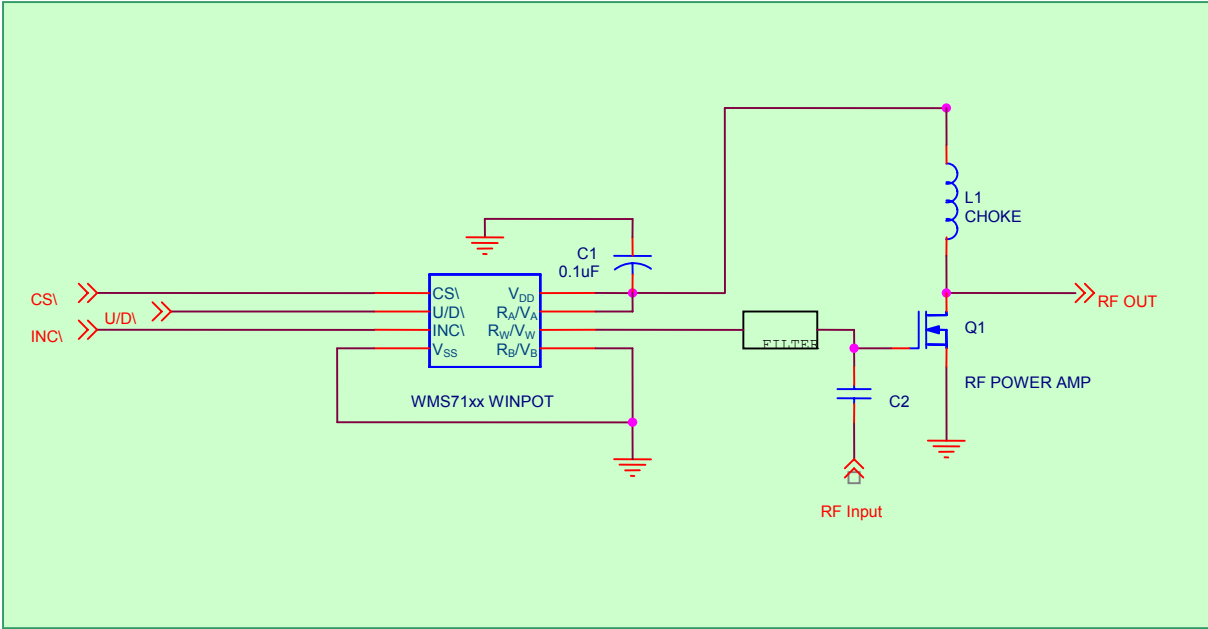 L1
CHOKE
C1
0.1uF
CS\
U/D\
INC\
CS\
U/D\
INC\
VSS
VDD
RA/VA
RW/VW
RB/VB
WMS71xx WINPOT
FILTER
RF OUT
Q1
RF POWER AMP
C2
RF Input